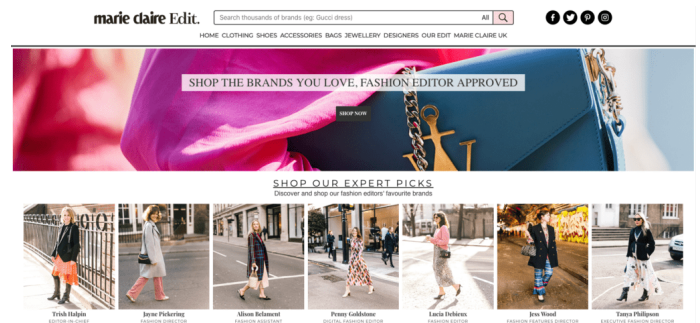 marie claire Edit.
Search thousands of brands (eg: Gucci dress)
All
HOME CLOTHING SHOES ACCESSORIES BAGS JEWELLERY DESIGNERS OUR EDIT MARIE CLAIRE UK
SHOP THE BRANDS YOU LOVE, FASHION EDITOR APPROVED
SHOP NOW
SHOP OUR EXPERT PICKS
Discover and shop our fashion editors' favourite brands
Trish Halpin
EDITOR-IN-CHIEF
Jayne Pickering
FASHION DIRECTOR
Alison Belament
FASHION ASSISTANT
Penny Goldstone
DIGITAL FASHION EDITOR
Lucia Debieux
FASHION EDITOR
Jess Wood
FASHION FEATURES DIRECTOR
Tanya Philipson
EXECUTIVE FASHION DIRECTOR